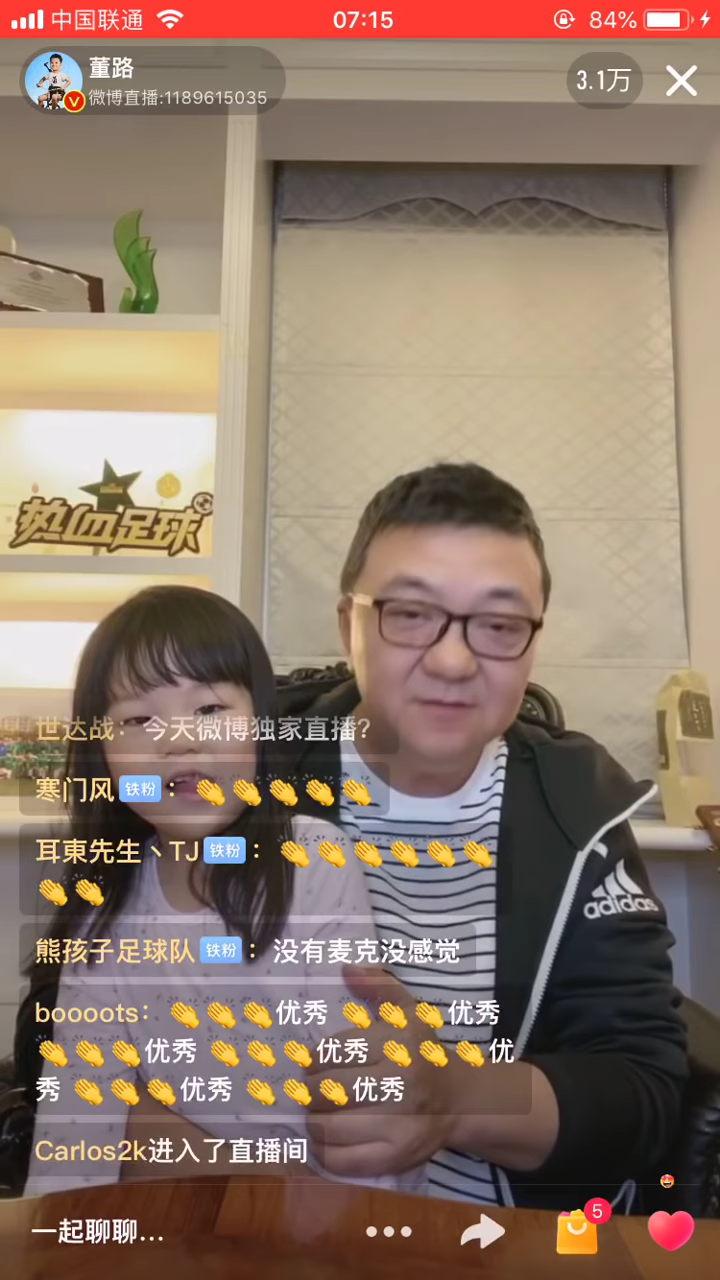 中国联通
07:15
84%
董路
微博直播:1189615035
3.1万
热血足球
世达战：今天微博独家直播?
寒门风 铁粉：👏👏👏👏👏
耳東先生丶TJ 铁粉：👏👏👏👏👏👏
👏👏
熊孩子足球队 铁粉：没有麦克没感觉
adidas
boooots：👏👏👏优秀 👏👏👏优秀
👏👏👏优秀 👏👏👏优秀 👏👏👏优
秀 👏👏👏优秀 👏👏👏优秀
Carlos2k进入了直播间
一起聊聊...
5